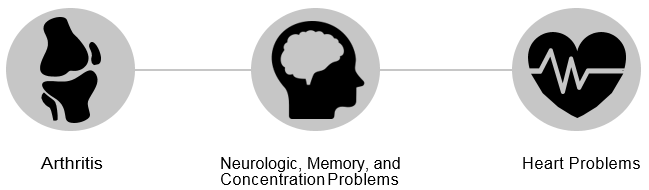 Arthritis
Neurologic, Memory, and
Concentration Problems
Heart Problems